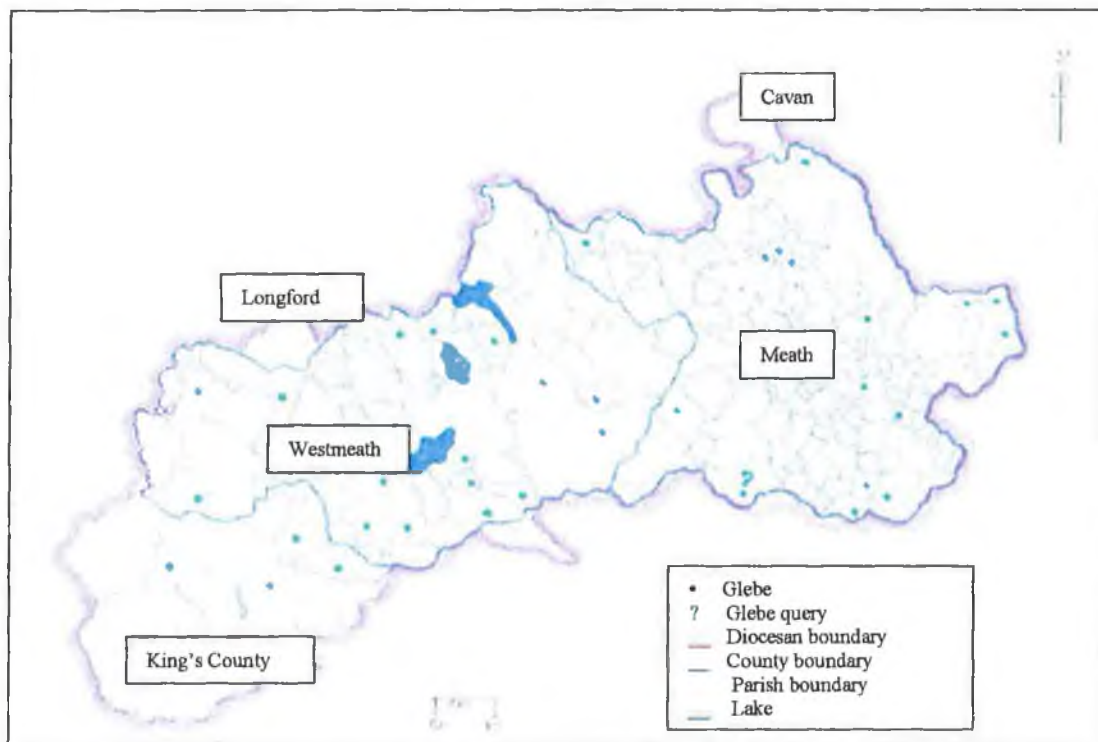 Cavan
Longford
Meath
Westmeath
?
King's County
Glebe
? Glebe query
Diocesan boundary
County boundary
Parish boundary
Lake